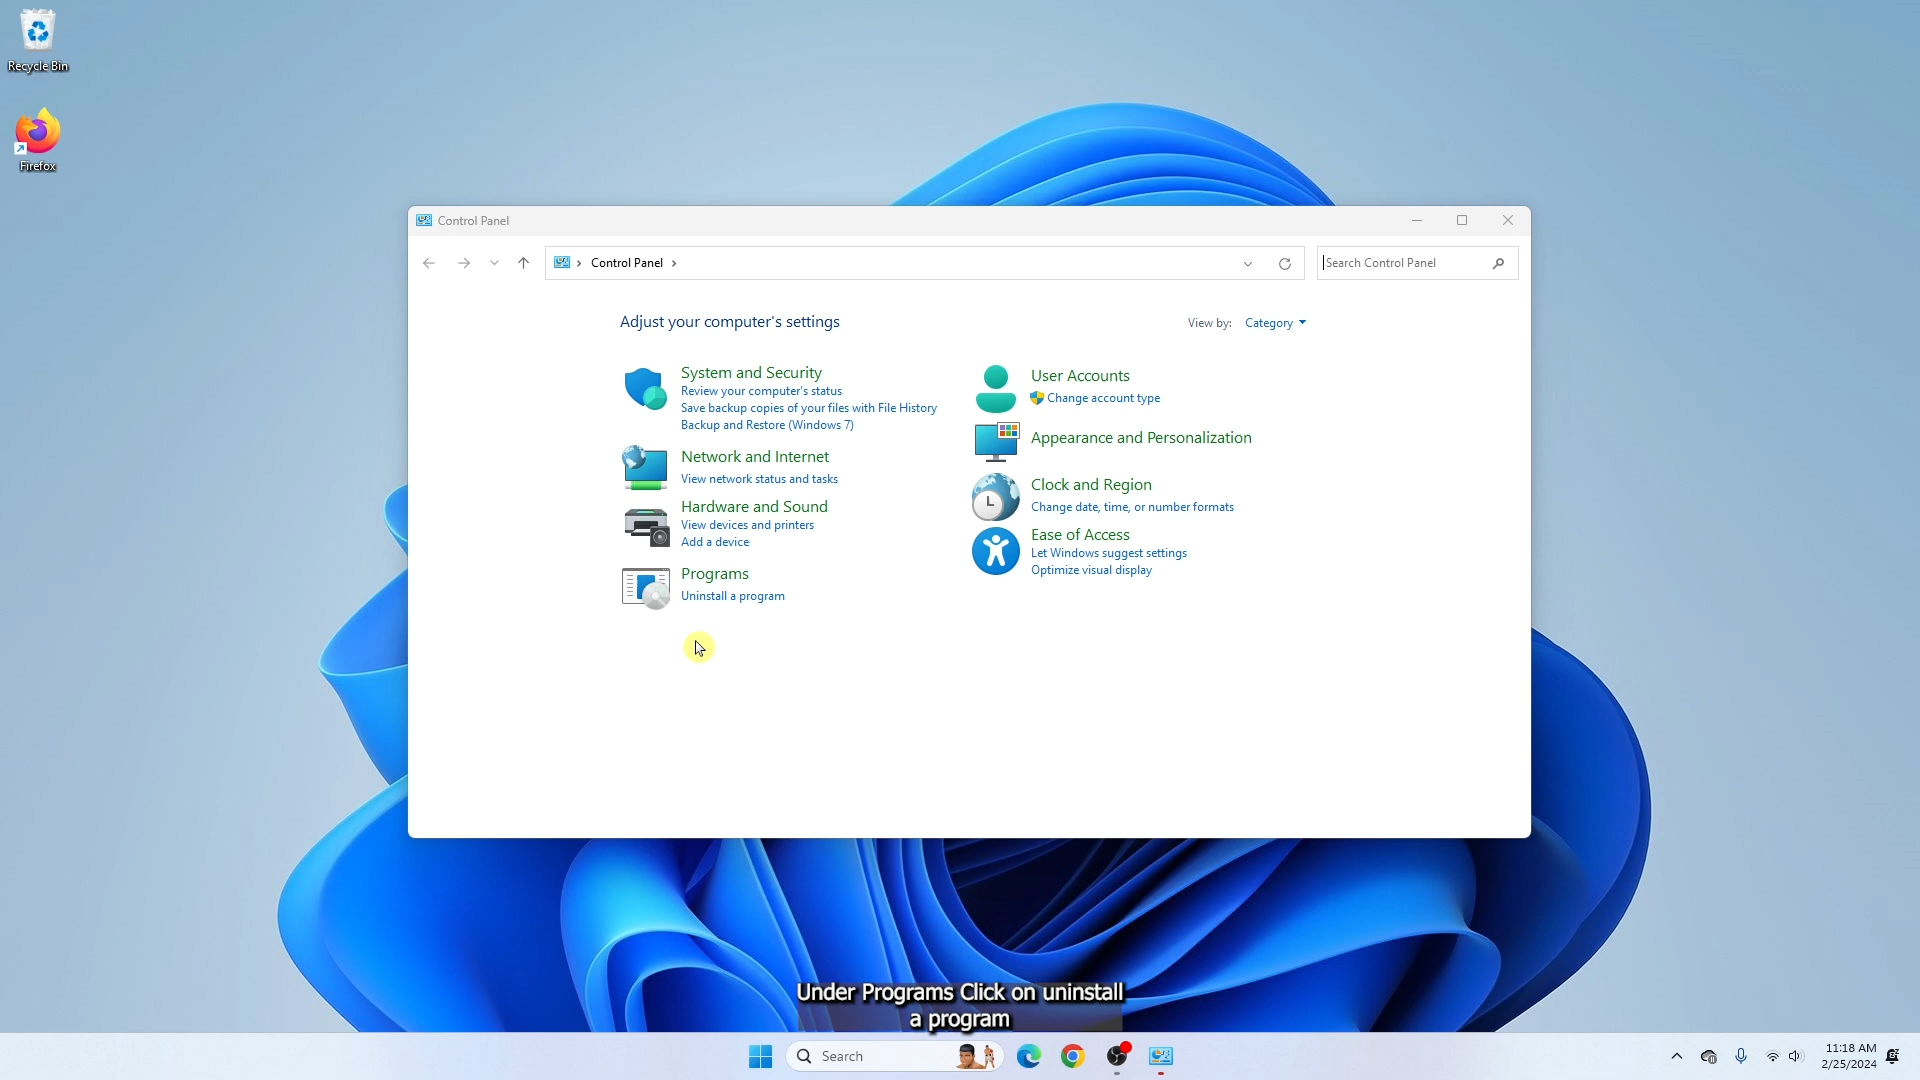 Recycle Bin
Firefox
Control Panel
Control Panel
Search Control Panel
Adjust your computer's settings
View by:
Category
System and Security
Review your computer's status
Save backup copies of your files with File History
Backup and Restore (Windows 7)
Network and Internet
View network status and tasks
Hardware and Sound
View devices and printers
Add a device
Programs
Uninstall a program
User Accounts
Change account type
Appearance and Personalization
Clock and Region
Change date, time, or number formats
Ease of Access
Let Windows suggest settings
Optimize visual display
Under Programs Click on uninstall
a program
Search
11:18 AM
2/25/2024